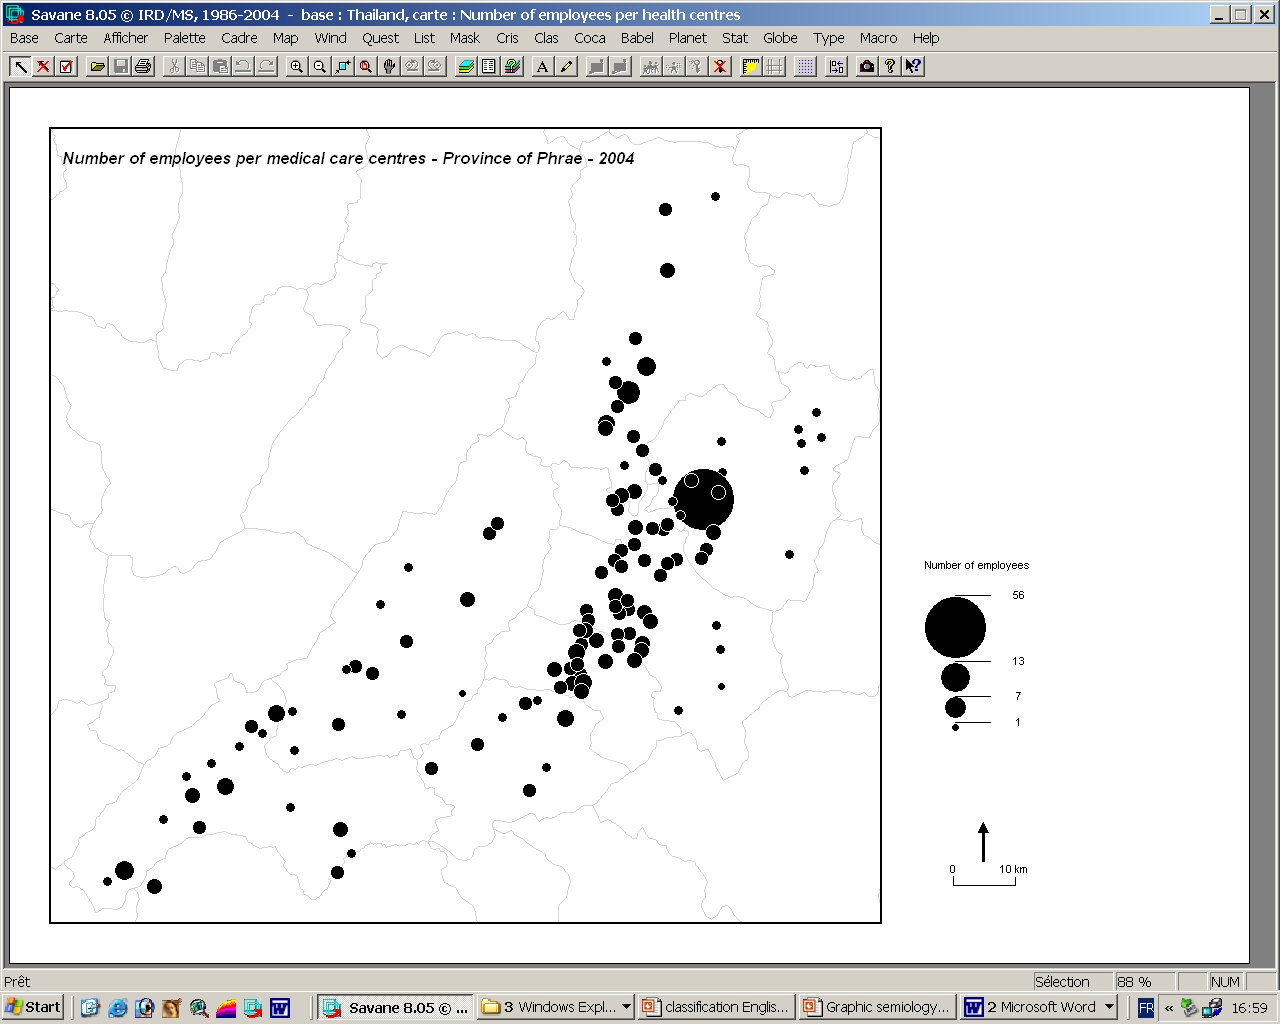 Savane 8.05 © IRD/MS, 1986-2004 - base : Thailand, carte : Number of employees per health centres
Base Carte Afficher Palette Cadre Map Wind Quest List Mask Cris Clas Coca Babel Planet Stat Globe Type Macro Help
Number of employees per medical care centres - Province of Phrae - 2004
Number of employees
56
13
7
1
0 10 km
Prêt Sélection 88 % NUM
Start Savane 8.05 © ... 3 Windows Expl... classification Englis... Graphic semiology... 2 Microsoft Word FR « 16:59